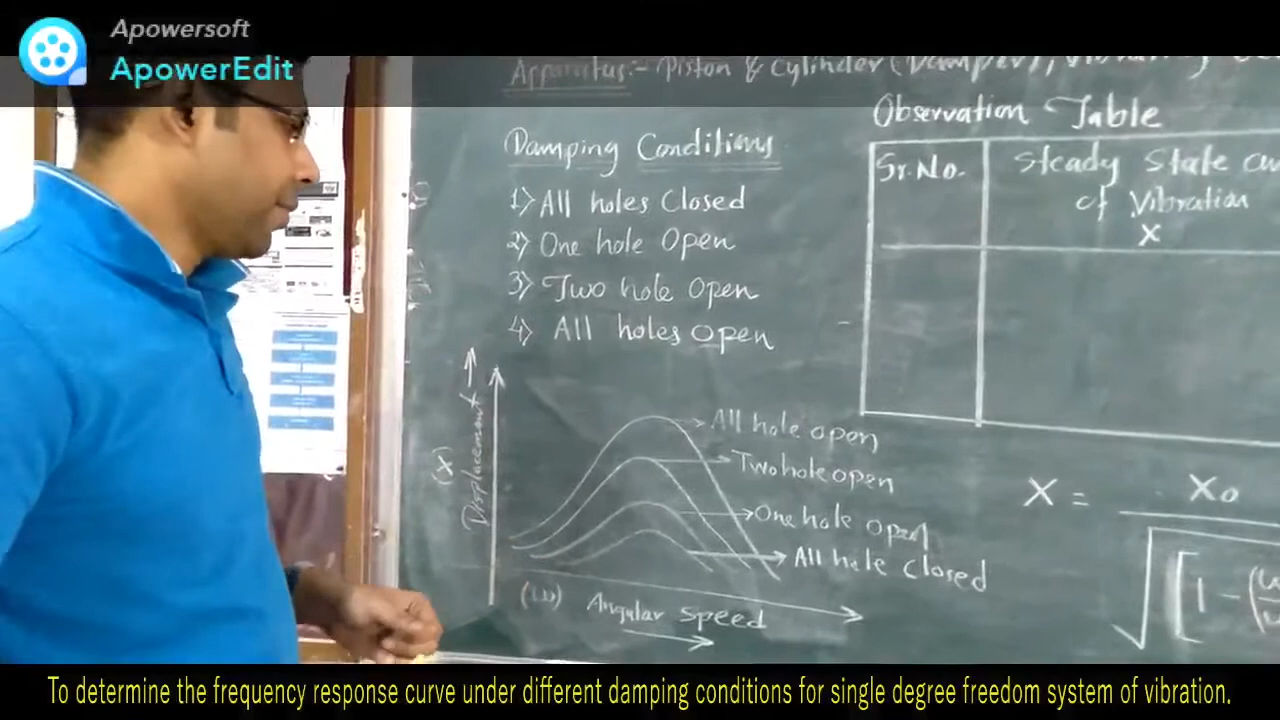 Apowersoft
ApowerEdit
Apparatus:- Piston & Cylinder (Damper),
Observation Table
Damping Conditions
1) All holes Closed
2) One hole Open
3) Two hole Open
4) All holes Open
Sr. No.
Steady State
of Vibration
X
(X) Displacement
All hole open
Two hole open
One hole open
All hole closed
(ω) Angular Speed
X = X₀
[1 - (
To determine the frequency response curve under different damping conditions for single degree freedom system of vibration.